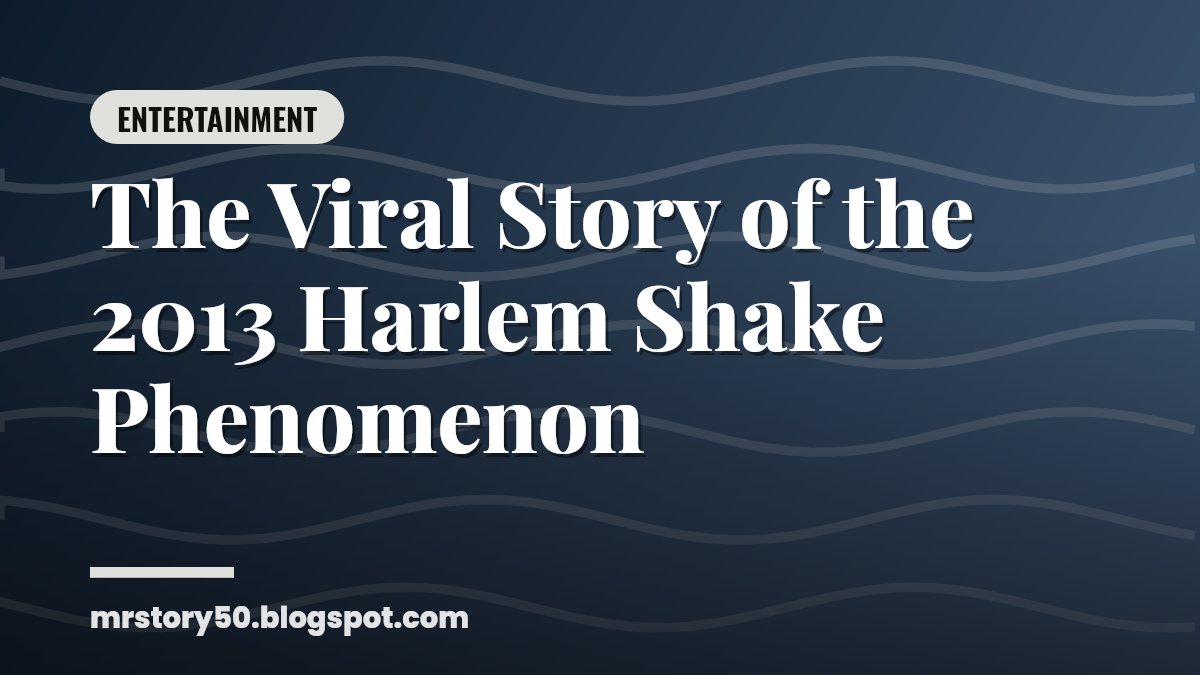 ENTERTAINMENT
The Viral Story of the
2013 Harlem Shake
Phenomenon
mrstory50.blogspot.com